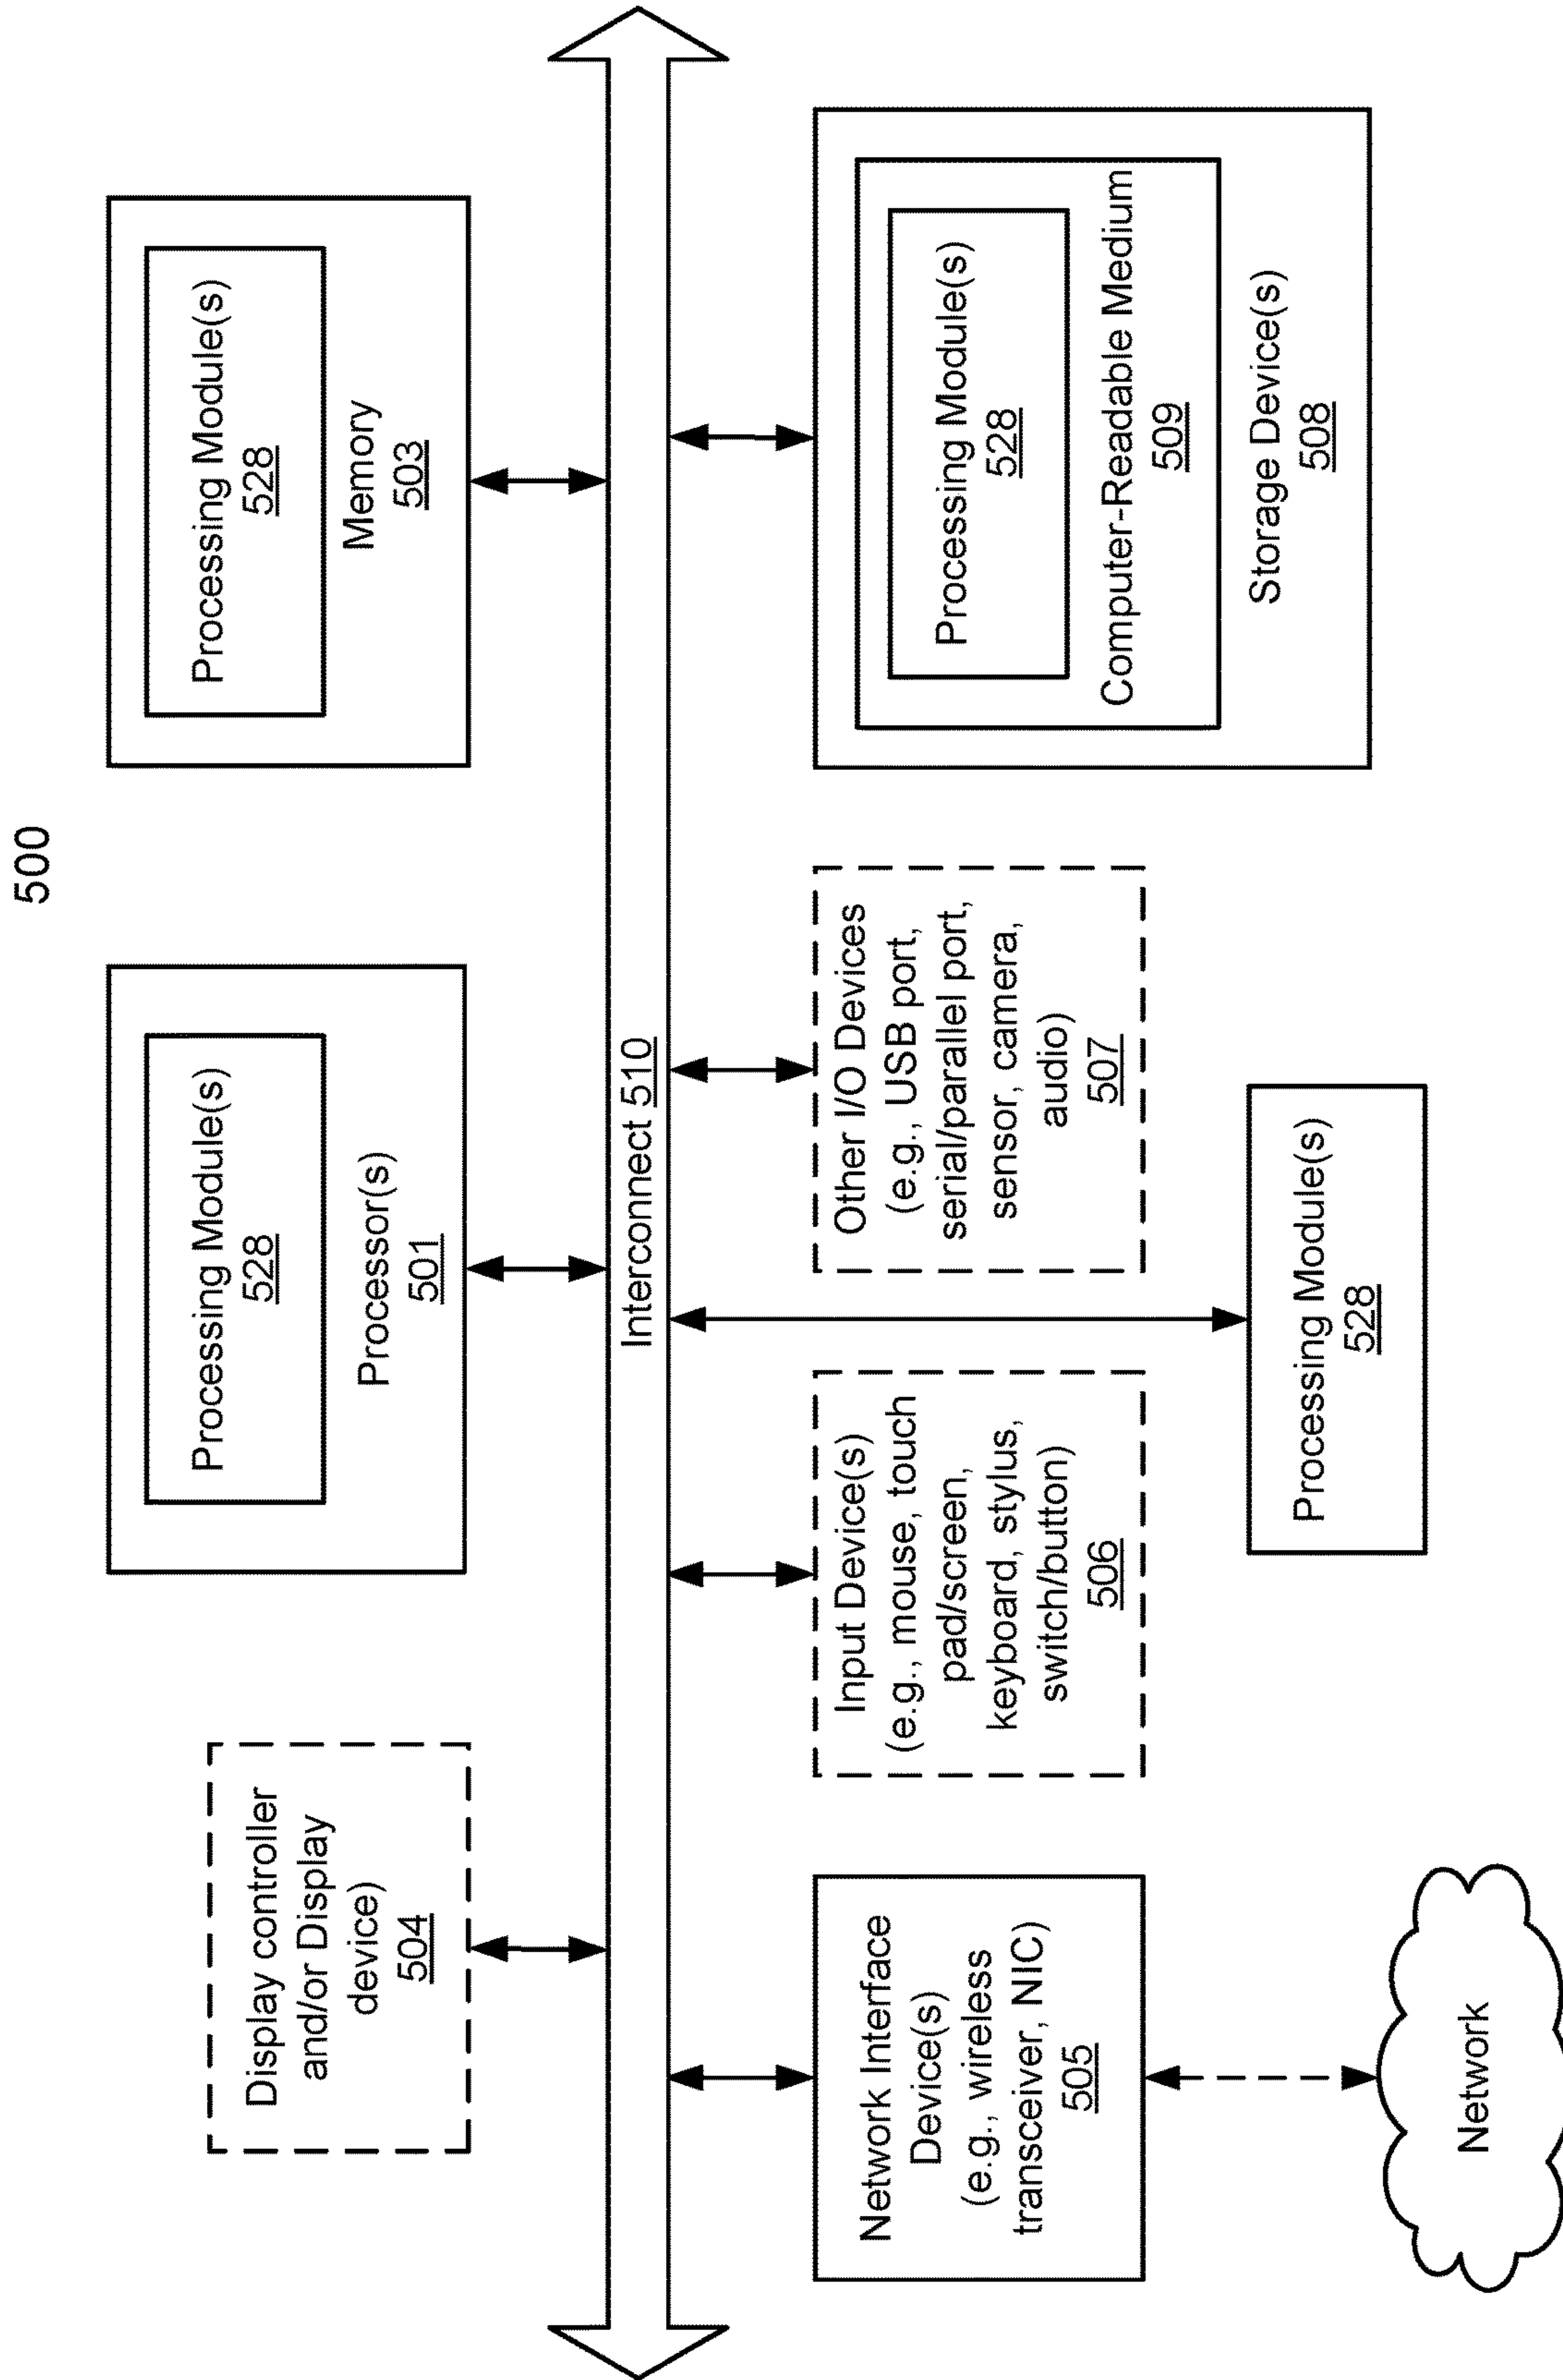 500
Display controller
and/or Display
device)
504
Processing Module(s)
528
Processor(s)
501
Processing Module(s)
528
Memory
503
Interconnect 510
Network Interface
Device(s)
(e.g., wireless
transceiver, NIC)
505
Input Device(s)
(e.g., mouse, touch
pad/screen,
keyboard, stylus,
switch/button)
506
Other I/O Devices
(e.g., USB port,
serial/parallel port,
sensor, camera,
audio)
507
Processing Module(s)
528
Computer-Readable Medium
509
Storage Device(s)
508
Processing Module(s)
528
Network